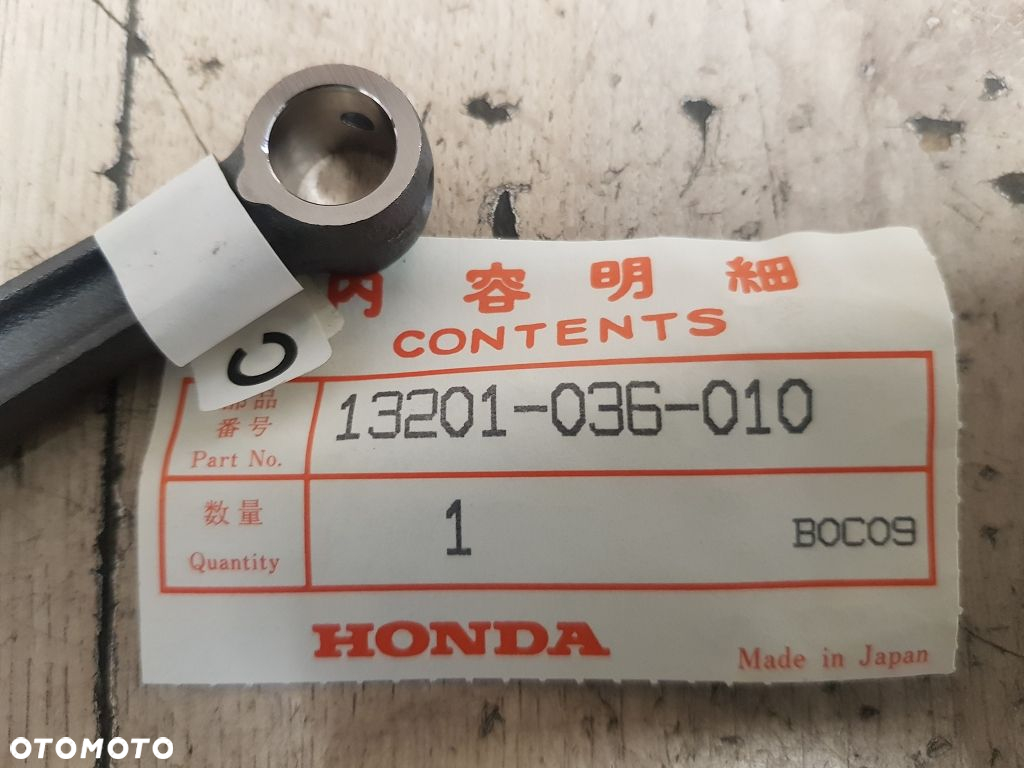 内容明細
CONTENTS
C
部品
番号
Part No.
13201-036-010
数量
Quantity
1
B0C09
HONDA
Made in Japan
OTOMOTO